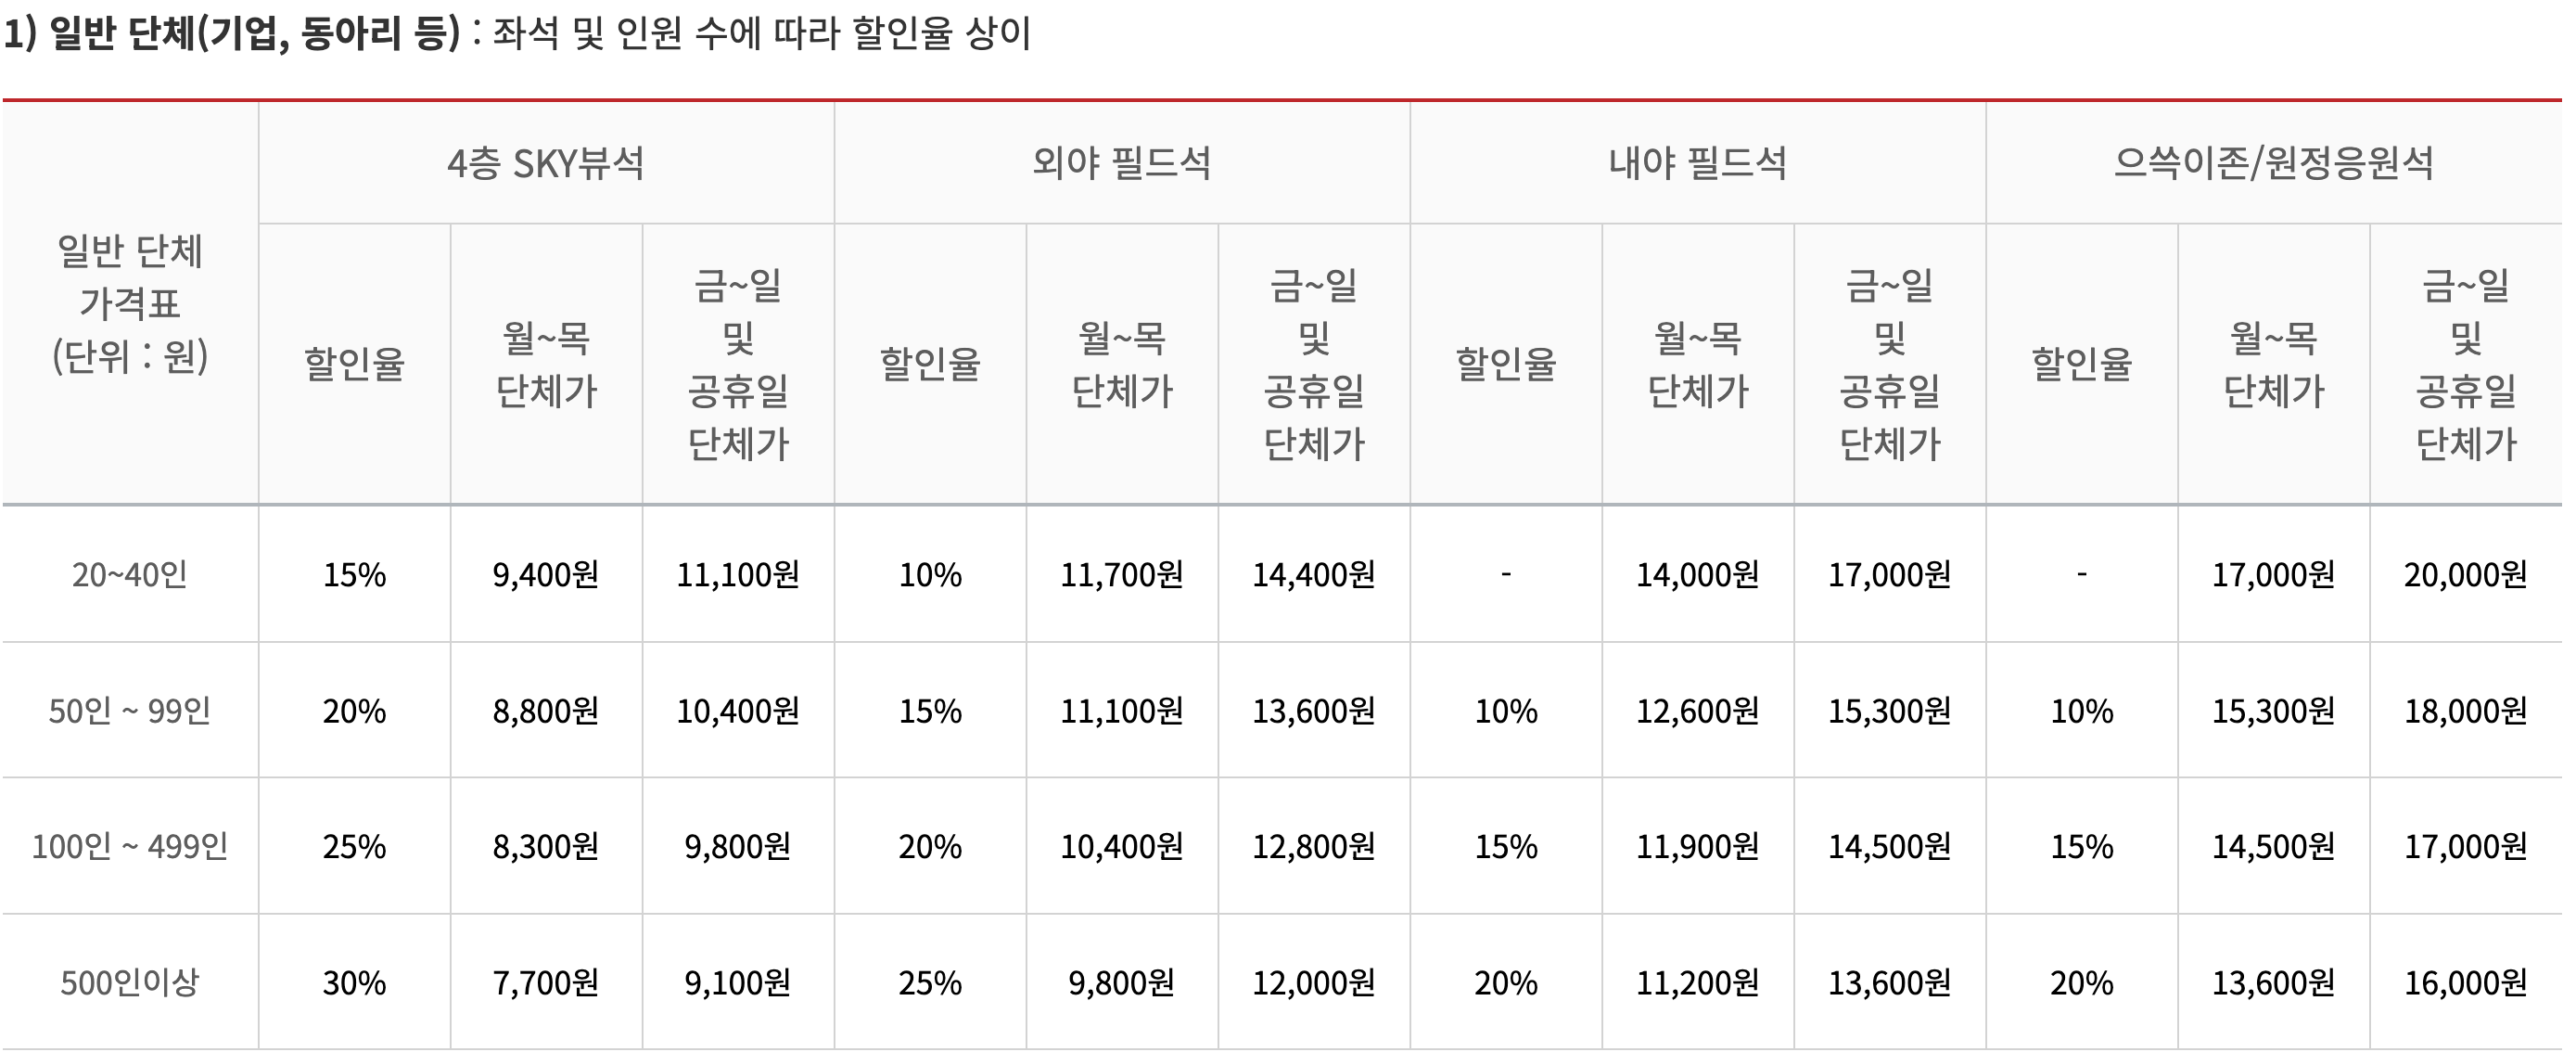 1) 일반 단체(기업, 동아리 등) : 좌석 및 인원 수에 따라 할인율 상이
일반 단체
가격표
(단위 : 원)
4층 SKY뷰석
외야 필드석
내야 필드석
으쓱이존/원정응원석
할인율
월~목
단체가
금~일
및
공휴일
단체가
할인율
월~목
단체가
금~일
및
공휴일
단체가
할인율
월~목
단체가
금~일
및
공휴일
단체가
할인율
월~목
단체가
금~일
및
공휴일
단체가
20~40인 15% 9,400원 11,100원 10% 11,700원 14,400원 - 14,000원 17,000원 - 17,000원 20,000원
50인 ~ 99인 20% 8,800원 10,400원 15% 11,100원 13,600원 10% 12,600원 15,300원 10% 15,300원 18,000원
100인 ~ 499인 25% 8,300원 9,800원 20% 10,400원 12,800원 15% 11,900원 14,500원 15% 14,500원 17,000원
500인이상 30% 7,700원 9,100원 25% 9,800원 12,000원 20% 11,200원 13,600원 20% 13,600원 16,000원